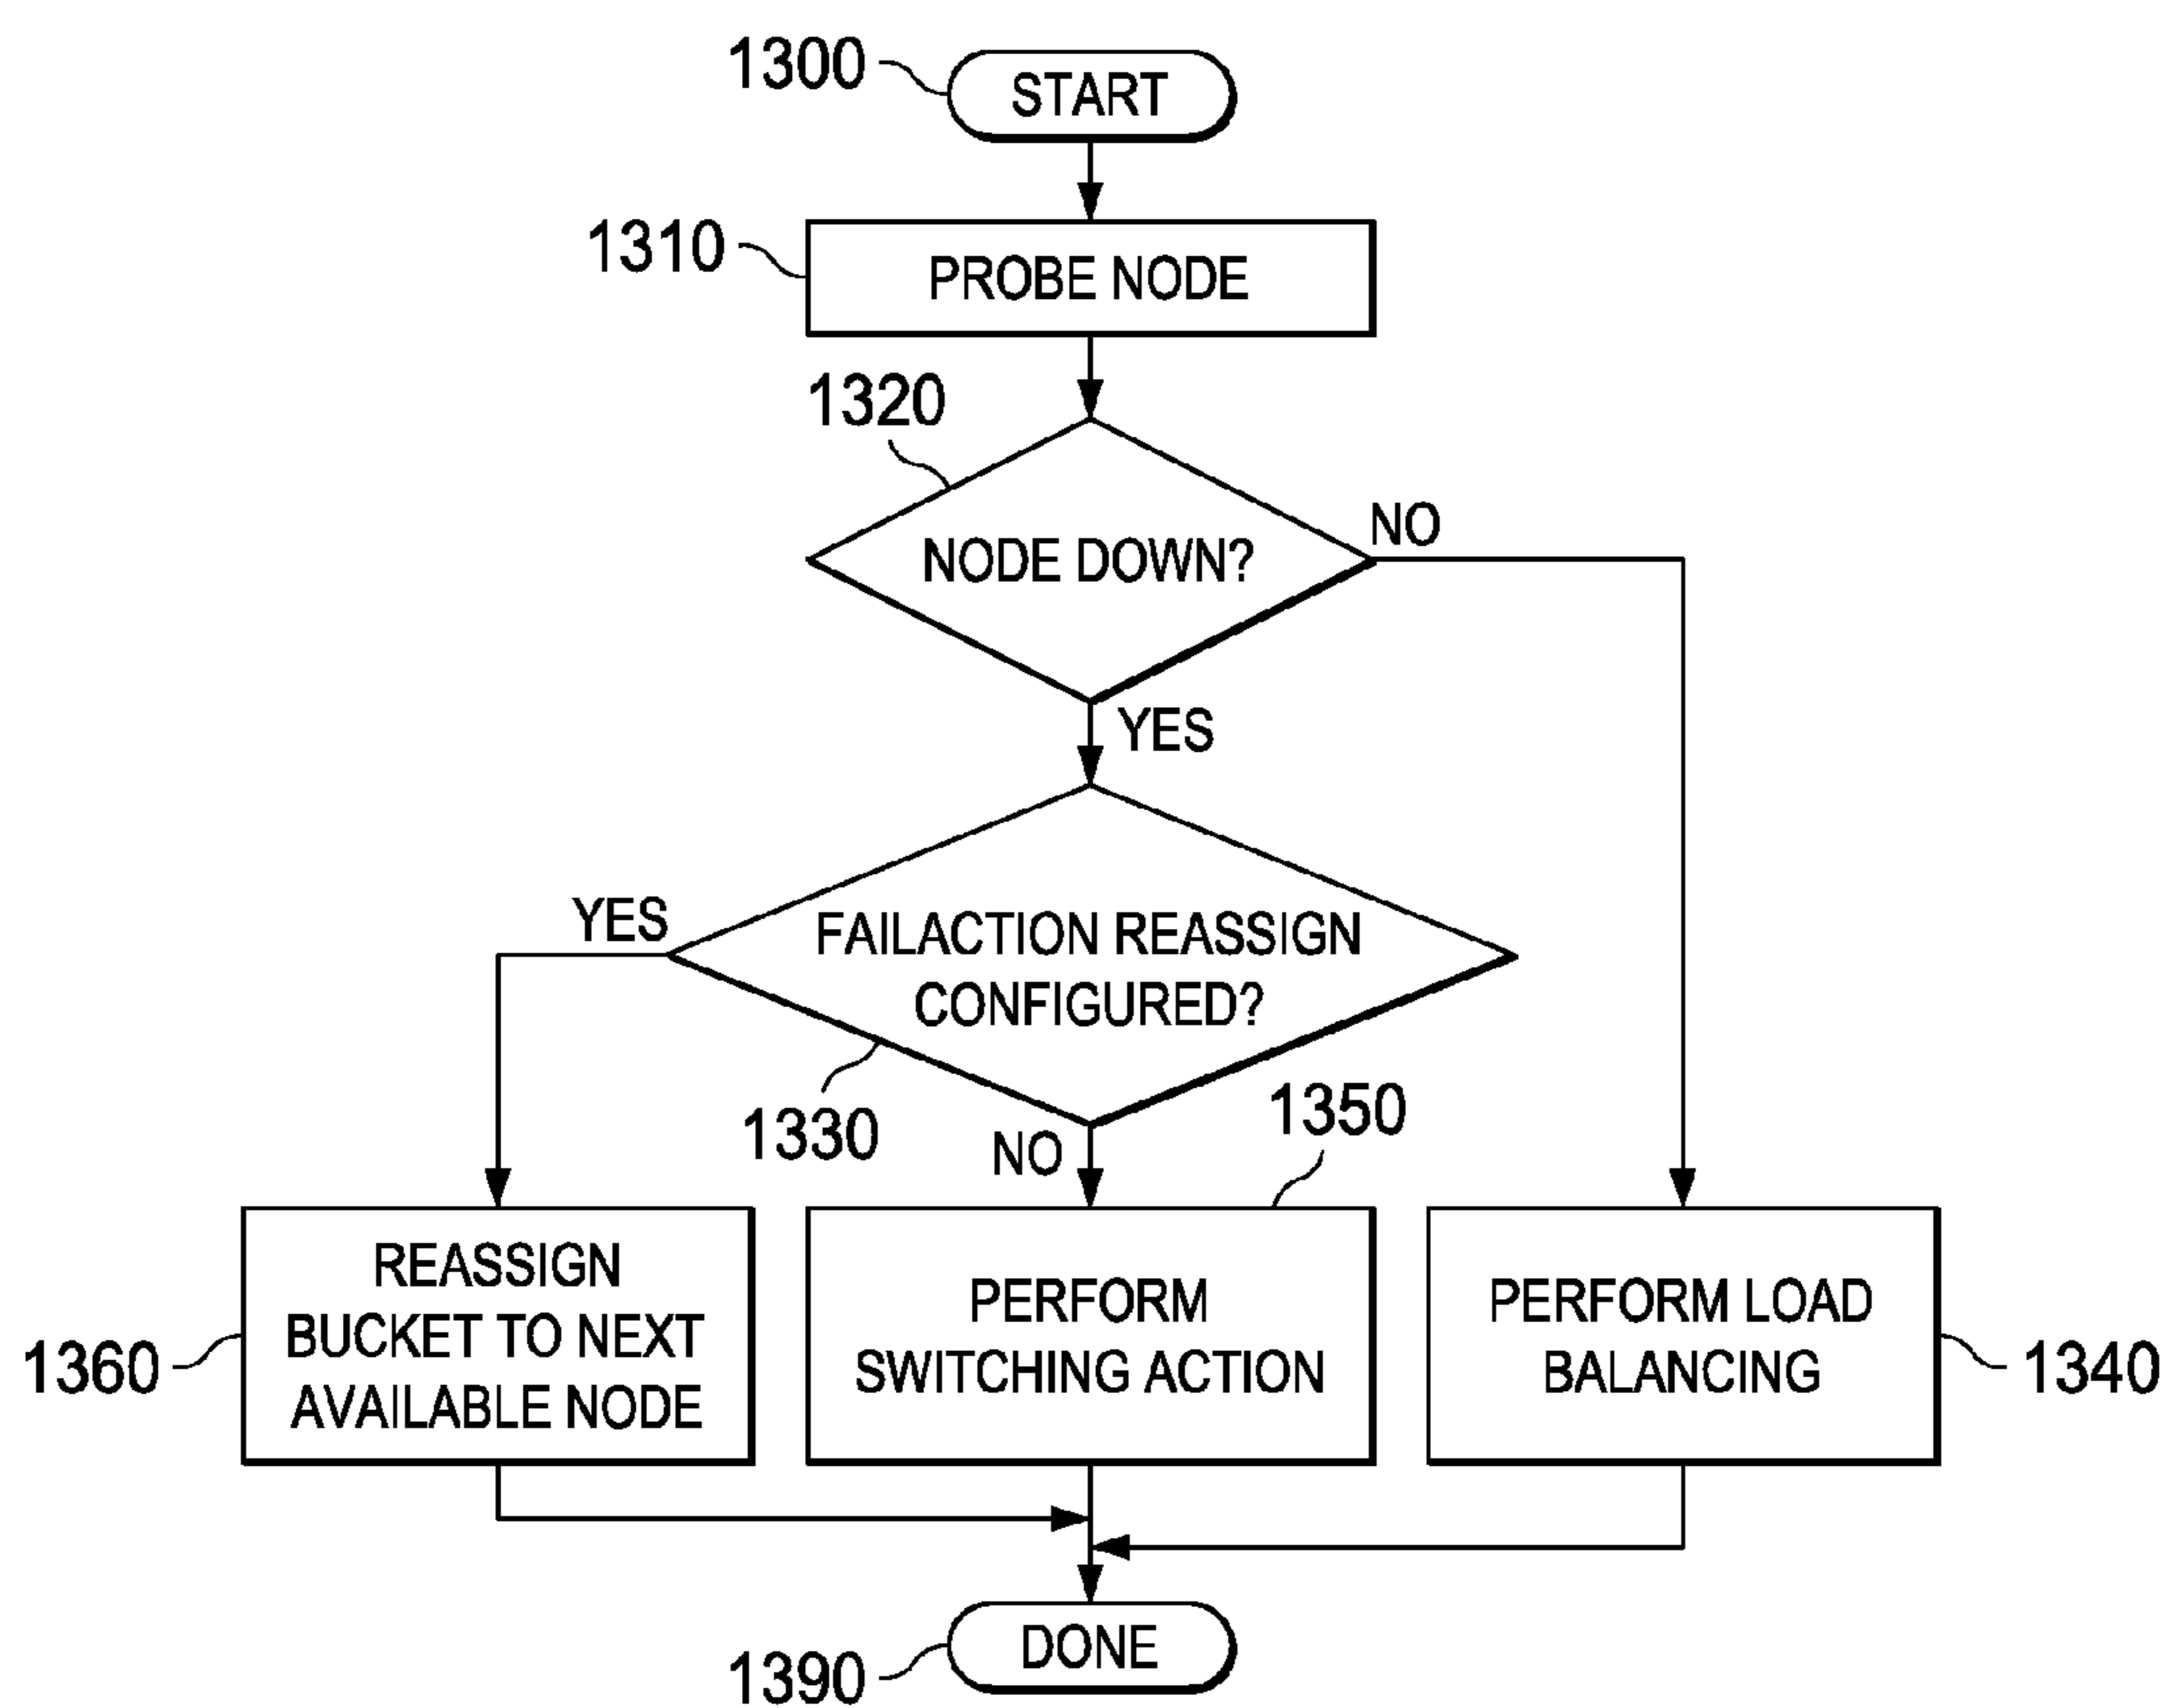 1300
START
1310
PROBE NODE
1320
NODE DOWN?
NO
YES
YES
FAILACTION REASSIGN
CONFIGURED?
1330
NO
1350
1360
REASSIGN
BUCKET TO NEXT
AVAILABLE NODE
PERFORM
SWITCHING ACTION
PERFORM LOAD
BALANCING
1340
1390
DONE